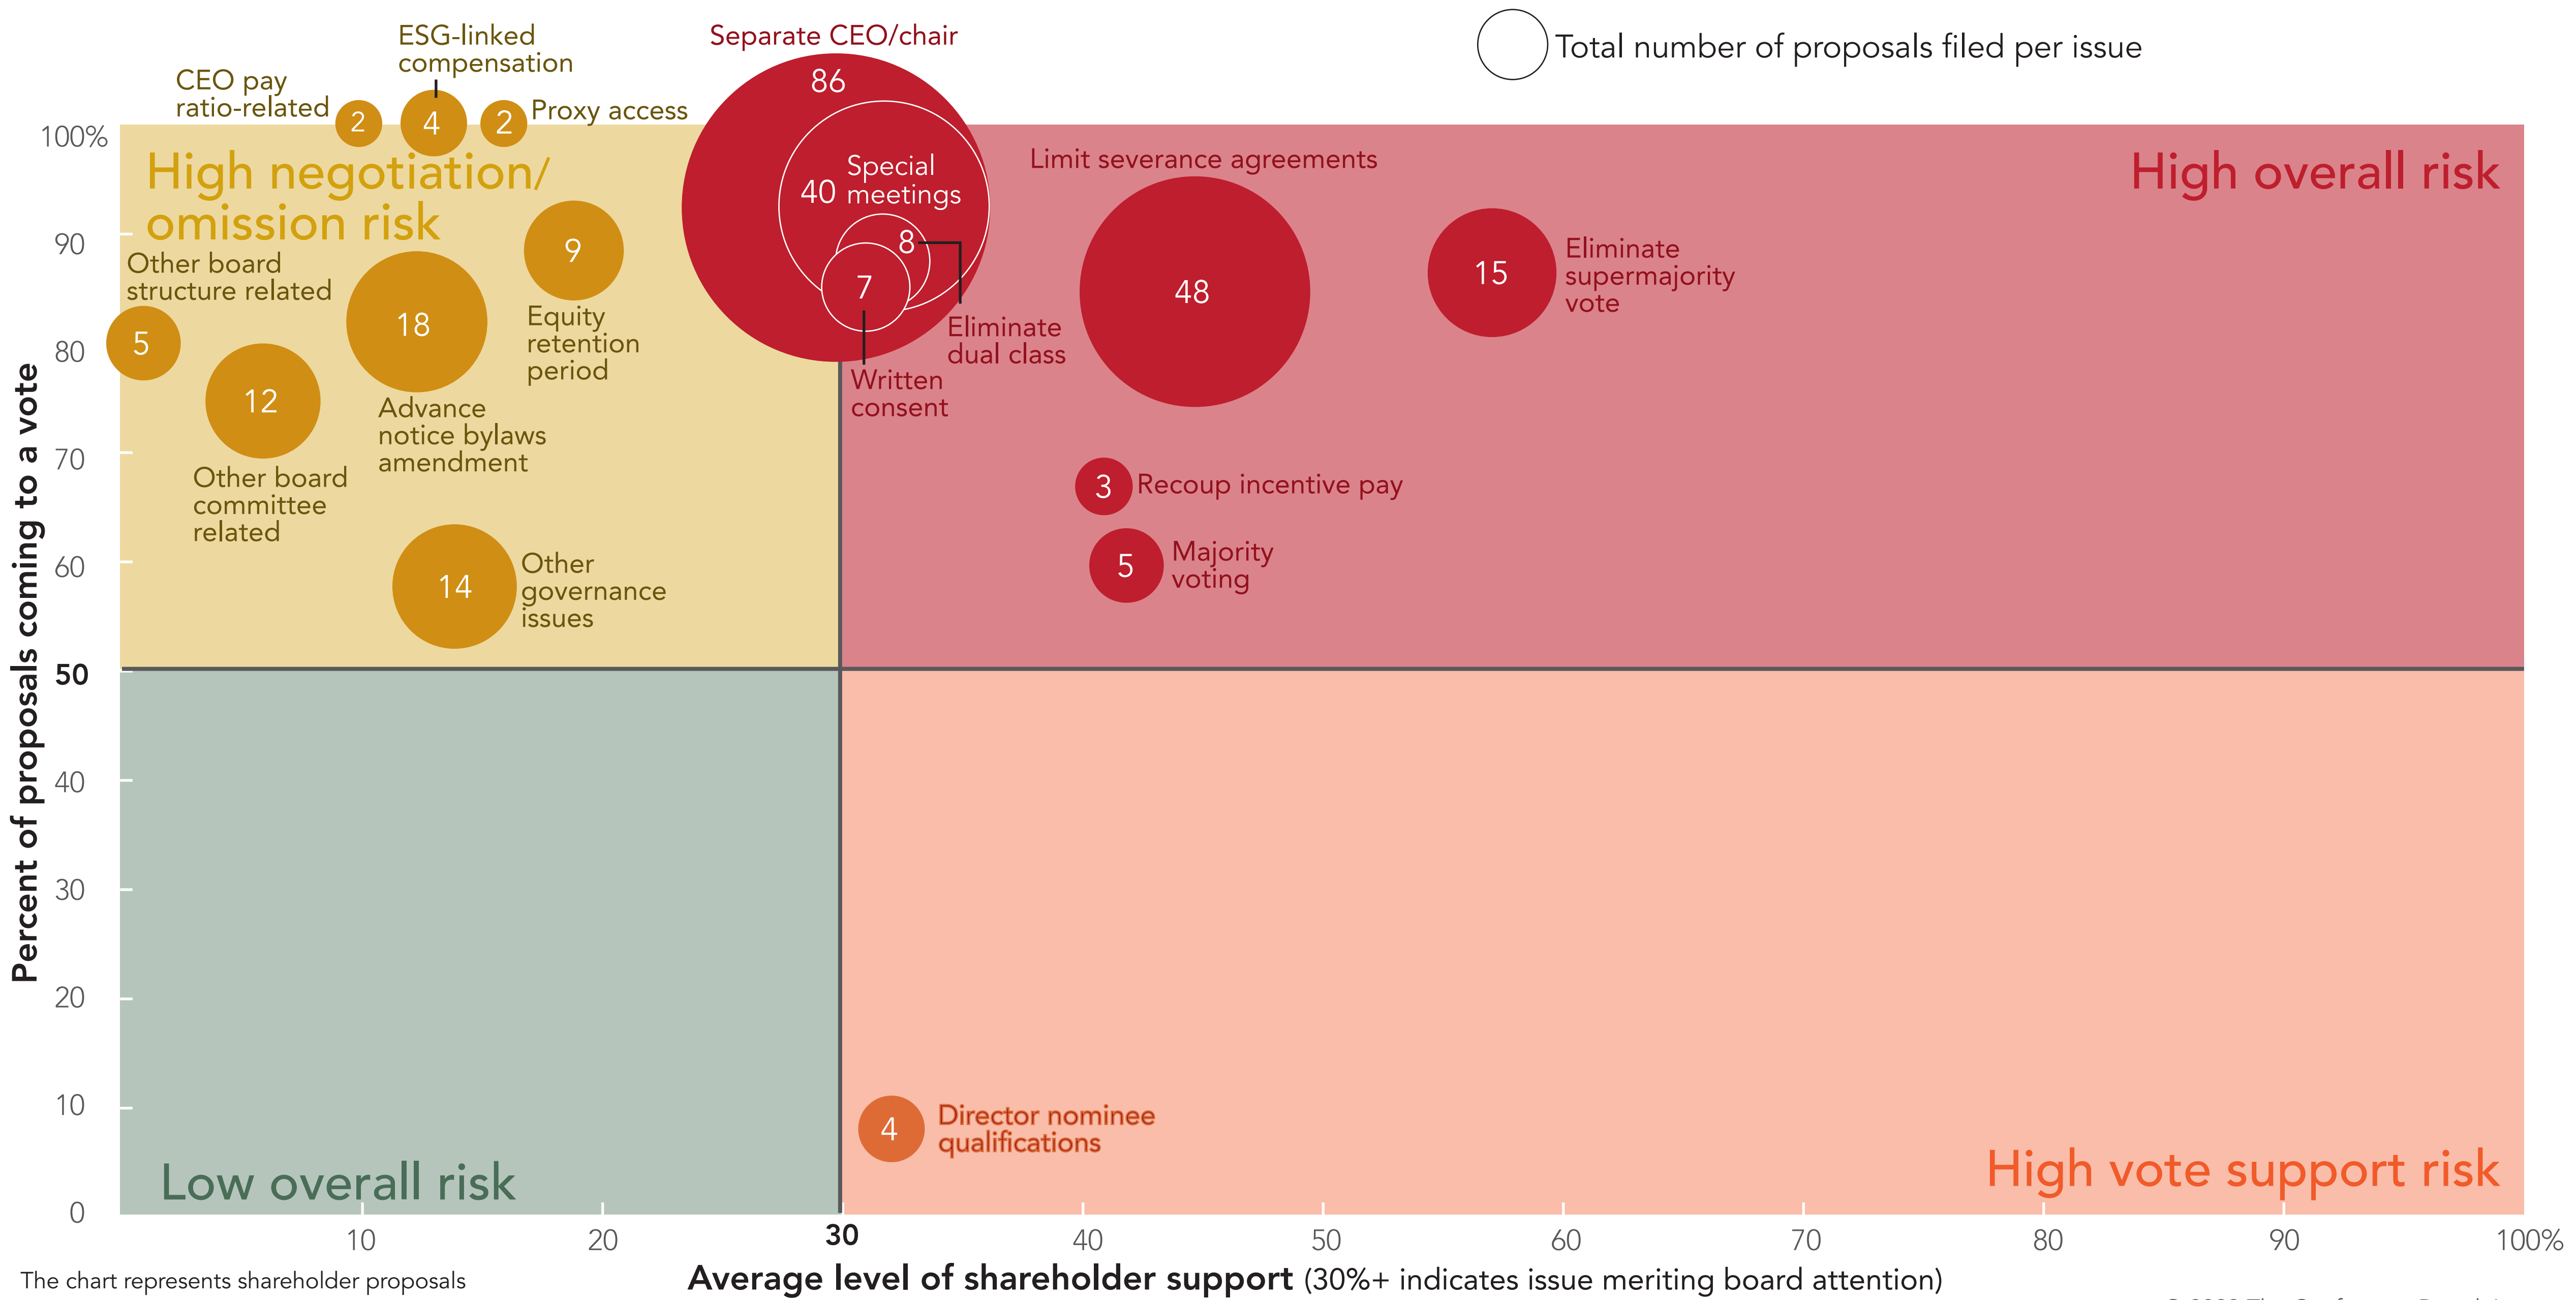 Total number of proposals filed per issue
ESG-linked
compensation
CEO pay
ratio-related
2
4
2
Proxy access
Separate CEO/chair
86
Special
40 meetings
8
7
Eliminate
dual class
Written
consent
High negotiation/
omission risk
Other board
structure related
5
18
9
Equity
retention
period
12
Advance
notice bylaws
amendment
Other board
committee
related
14
Other
governance
issues
High overall risk
Limit severance agreements
48
15
Eliminate
supermajority
vote
3
Recoup incentive pay
5
Majority
voting
Low overall risk
4
Director nominee
qualifications
High vote support risk
Percent of proposals coming to a vote
100%
90
80
70
60
50
40
30
20
10
0
10
20
30
40
50
60
70
80
90
100%
Average level of shareholder support (30%+ indicates issue meriting board attention)
The chart represents shareholder proposals